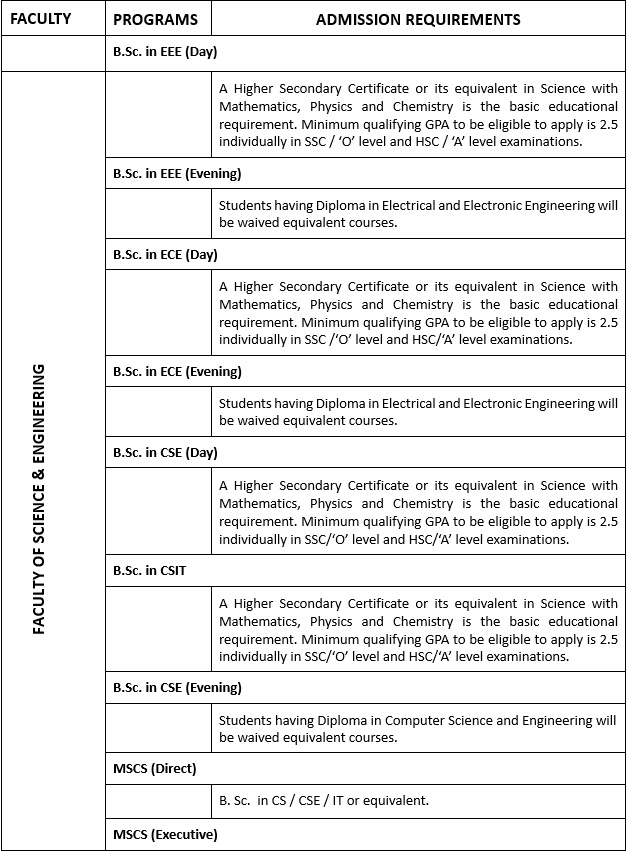 FACULTY PROGRAMS ADMISSION REQUIREMENTS
B.Sc. in EEE (Day)
FACULTY OF SCIENCE & ENGINEERING
A Higher Secondary Certificate or its equivalent in Science with
Mathematics, Physics and Chemistry is the basic educational
requirement. Minimum qualifying GPA to be eligible to apply is 2.5
individually in SSC / ‘O’ level and HSC / ‘A’ level examinations.
B.Sc. in EEE (Evening)
Students having Diploma in Electrical and Electronic Engineering will
be waived equivalent courses.
B.Sc. in ECE (Day)
A Higher Secondary Certificate or its equivalent in Science with
Mathematics, Physics and Chemistry is the basic educational
requirement. Minimum qualifying GPA to be eligible to apply is 2.5
individually in SSC /‘O’ level and HSC/‘A’ level examinations.
B.Sc. in ECE (Evening)
Students having Diploma in Electrical and Electronic Engineering will
be waived equivalent courses.
B.Sc. in CSE (Day)
A Higher Secondary Certificate or its equivalent in Science with
Mathematics, Physics and Chemistry is the basic educational
requirement. Minimum qualifying GPA to be eligible to apply is 2.5
individually in SSC/‘O’ level and HSC/‘A’ level examinations.
B.Sc. in CSIT
A Higher Secondary Certificate or its equivalent in Science with
Mathematics, Physics and Chemistry is the basic educational
requirement. Minimum qualifying GPA to be eligible to apply is 2.5
individually in SSC/‘O’ level and HSC/‘A’ level examinations.
B.Sc. in CSE (Evening)
Students having Diploma in Computer Science and Engineering will
be waived equivalent courses.
MSCS (Direct)
B. Sc. in CS / CSE / IT or equivalent.
MSCS (Executive)